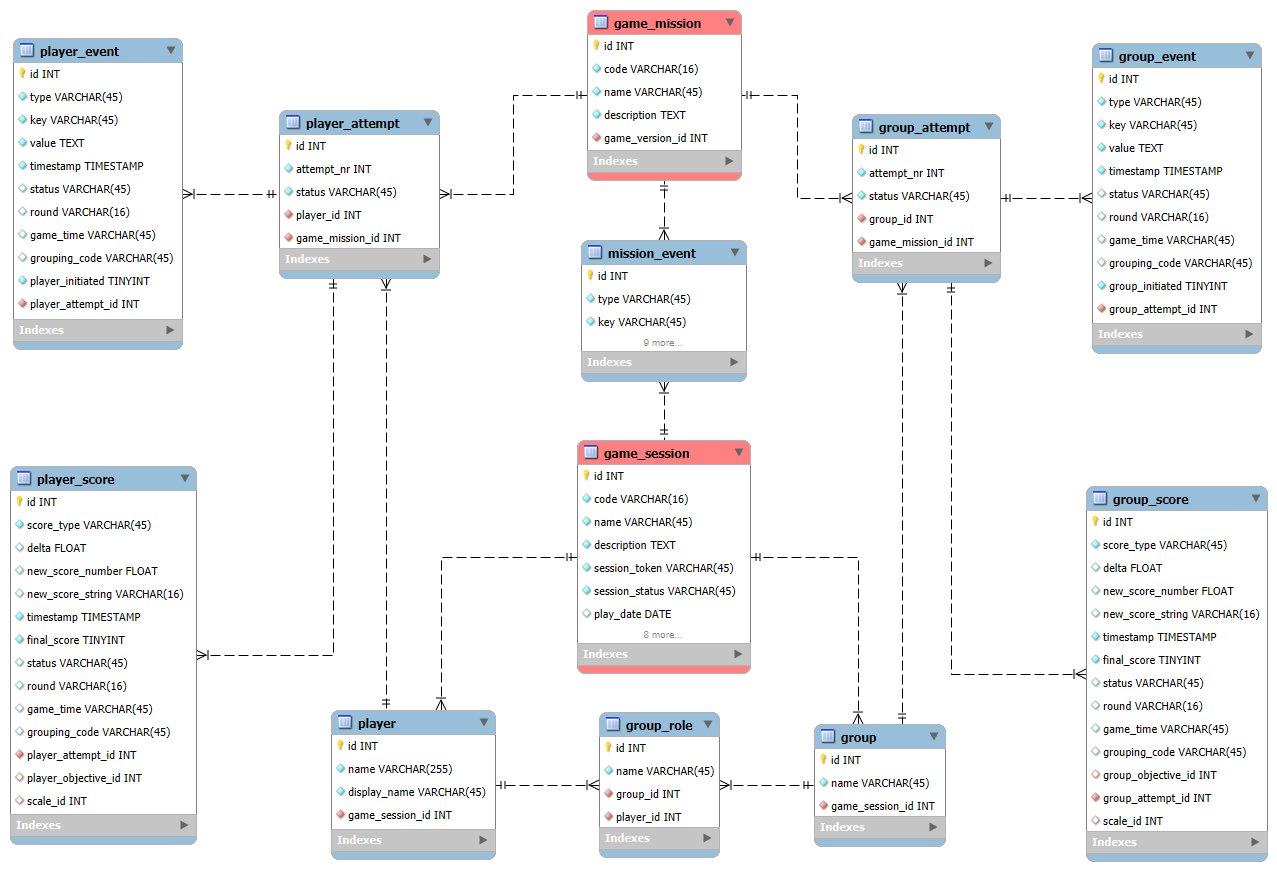 game_mission
id INT
code VARCHAR(16)
name VARCHAR(45)
description TEXT
game_version_id INT
Indexes
player_event
id INT
type VARCHAR(45)
key VARCHAR(45)
value TEXT
timestamp TIMESTAMP
status VARCHAR(45)
round VARCHAR(16)
game_time VARCHAR(45)
grouping_code VARCHAR(45)
player_initiated TINYINT
player_attempt_id INT
Indexes
player_attempt
id INT
attempt_nr INT
status VARCHAR(45)
player_id INT
game_mission_id INT
Indexes
group_attempt
id INT
attempt_nr INT
status VARCHAR(45)
group_id INT
game_mission_id INT
Indexes
group_event
id INT
type VARCHAR(45)
key VARCHAR(45)
value TEXT
timestamp TIMESTAMP
status VARCHAR(45)
round VARCHAR(16)
game_time VARCHAR(45)
grouping_code VARCHAR(45)
group_initiated TINYINT
group_attempt_id INT
Indexes
mission_event
id INT
type VARCHAR(45)
key VARCHAR(45)
9 more...
Indexes
game_session
id INT
code VARCHAR(16)
name VARCHAR(45)
description TEXT
session_token VARCHAR(45)
session_status VARCHAR(45)
play_date DATE
8 more...
Indexes
player_score
id INT
score_type VARCHAR(45)
delta FLOAT
new_score_number FLOAT
new_score_string VARCHAR(16)
timestamp TIMESTAMP
final_score TINYINT
status VARCHAR(45)
round VARCHAR(16)
game_time VARCHAR(45)
grouping_code VARCHAR(45)
player_attempt_id INT
player_objective_id INT
scale_id INT
Indexes
group_score
id INT
score_type VARCHAR(45)
delta FLOAT
new_score_number FLOAT
new_score_string VARCHAR(16)
timestamp TIMESTAMP
final_score TINYINT
status VARCHAR(45)
round VARCHAR(16)
game_time VARCHAR(45)
grouping_code VARCHAR(45)
group_objective_id INT
group_attempt_id INT
scale_id INT
Indexes
player
id INT
name VARCHAR(255)
display_name VARCHAR(45)
game_session_id INT
Indexes
group_role
id INT
name VARCHAR(45)
group_id INT
player_id INT
Indexes
group
id INT
name VARCHAR(45)
game_session_id INT
Indexes